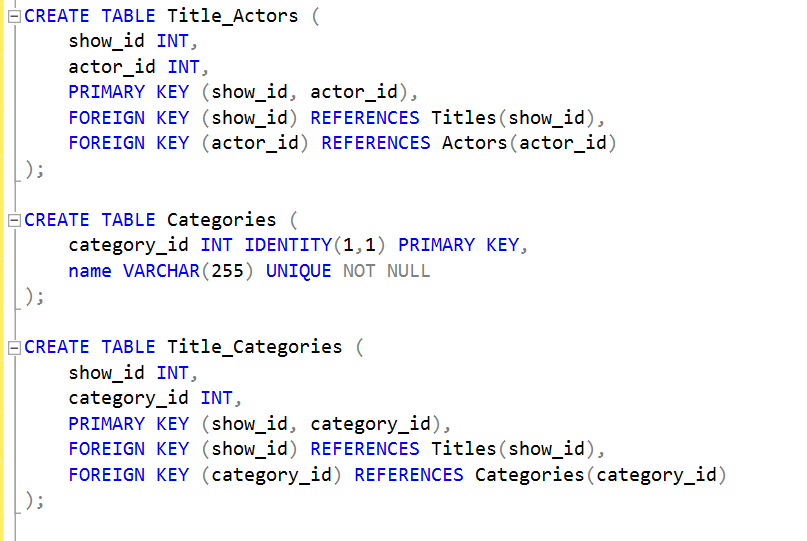 CREATE TABLE Title_Actors (
    show_id INT,
    actor_id INT,
    PRIMARY KEY (show_id, actor_id),
    FOREIGN KEY (show_id) REFERENCES Titles(show_id),
    FOREIGN KEY (actor_id) REFERENCES Actors(actor_id)
);
CREATE TABLE Categories (
    category_id INT IDENTITY(1,1) PRIMARY KEY,
    name VARCHAR(255) UNIQUE NOT NULL
);
CREATE TABLE Title_Categories (
    show_id INT,
    category_id INT,
    PRIMARY KEY (show_id, category_id),
    FOREIGN KEY (show_id) REFERENCES Titles(show_id),
    FOREIGN KEY (category_id) REFERENCES Categories(category_id)
);